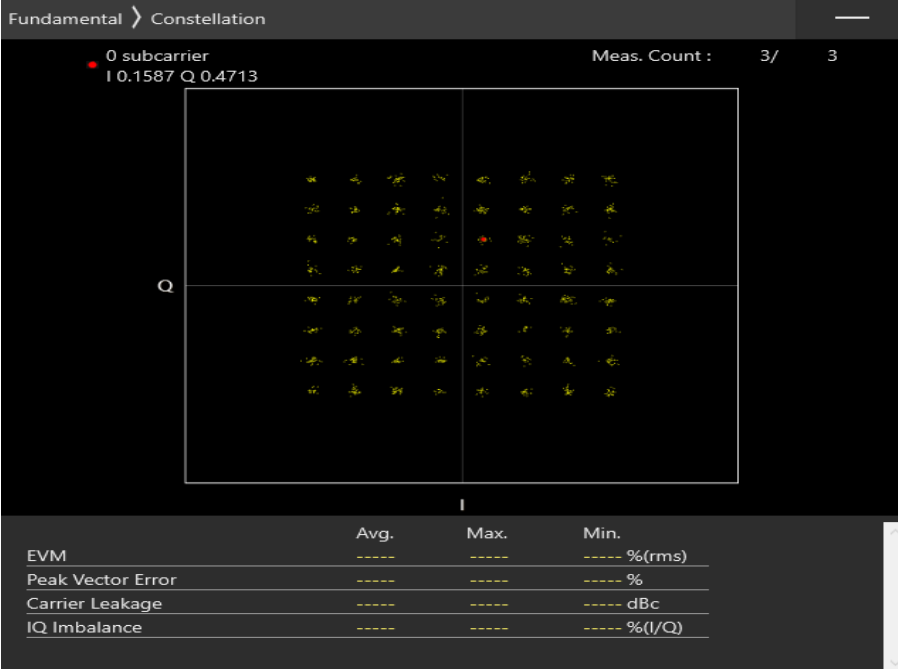 Fundamental 〉 Constellation
0 subcarrier Meas. Count : 3/ 3
I 0.1587 Q 0.4713
Q
I
Avg. Max. Min.
EVM ----- ----- ----- %(rms)
Peak Vector Error ----- ----- ----- %
Carrier Leakage ----- ----- ----- dBc
IQ Imbalance ----- ----- ----- %(I/Q)